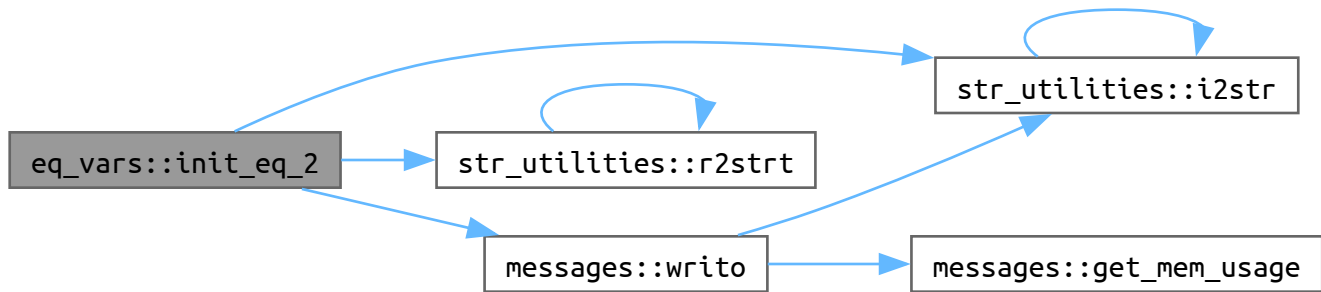 eq_vars::init_eq_2
str_utilities::i2str
str_utilities::r2strt
messages::writo
messages::get_mem_usage